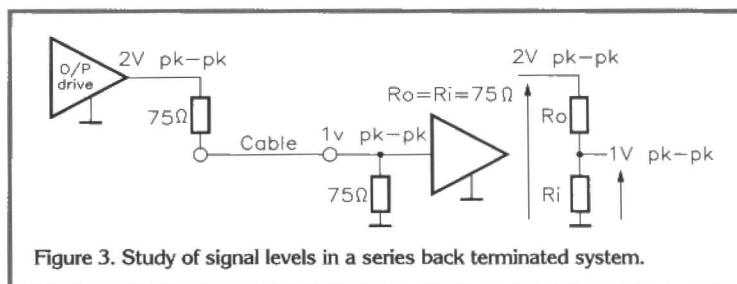 O/P
drive
2V pk-pk
75Ω
Cable
1v pk-pk
75Ω
Ro=Ri=75Ω
2V pk-pk
Ro
1V pk-pk
Ri
Figure 3. Study of signal levels in a series back terminated system.